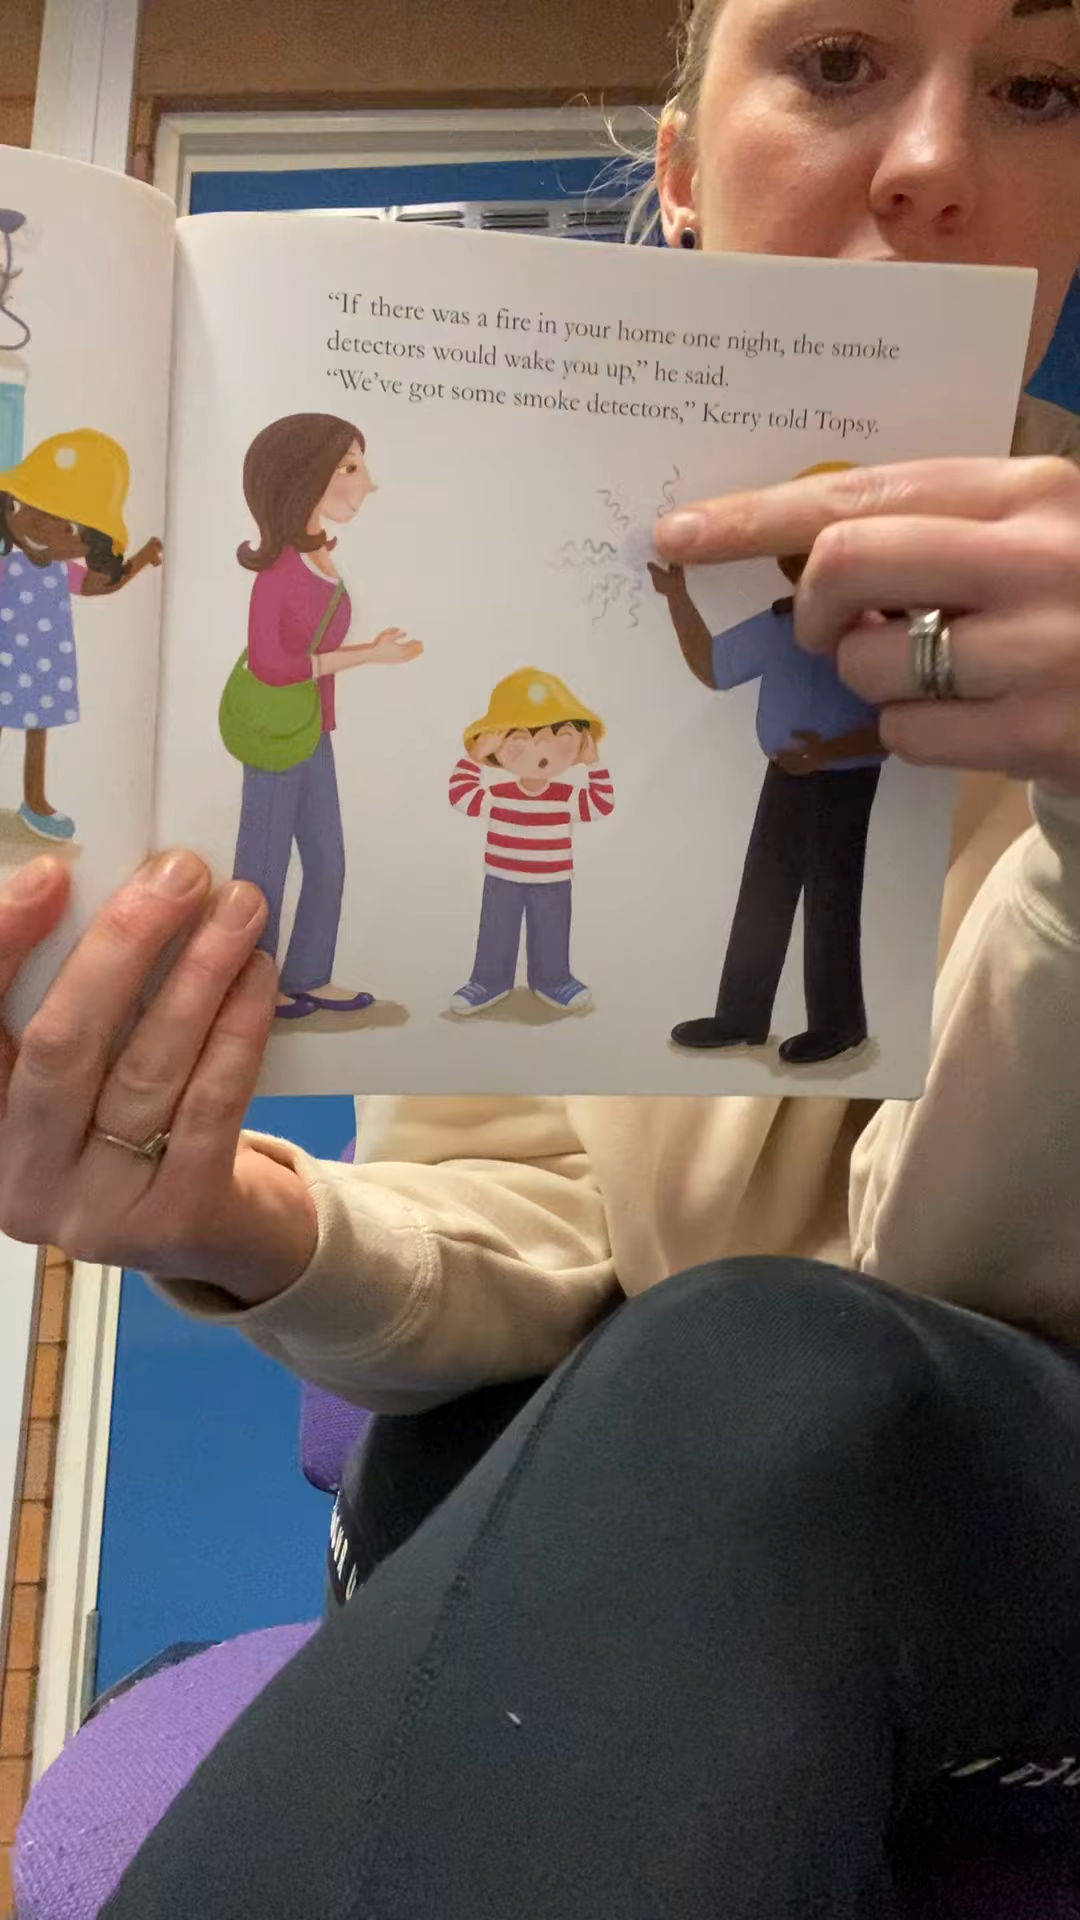 “If there was a fire in your home one night, the smoke
detectors would wake you up,” he said.
“We’ve got some smoke detectors,” Kerry told Topsy.